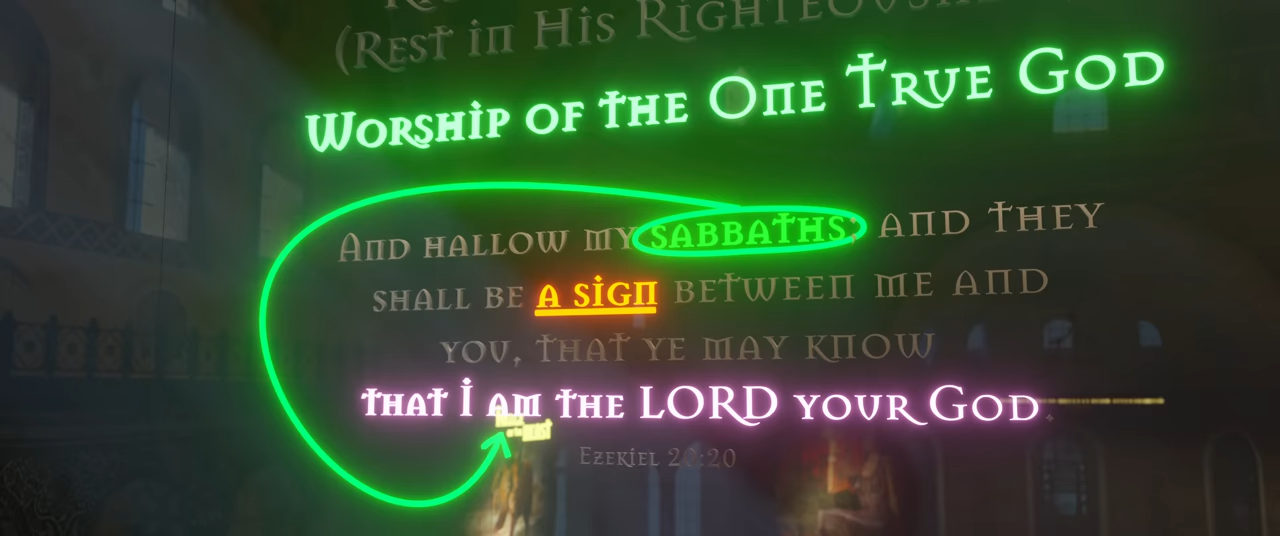 (Rest in His
Worship of the One True God
And hallow my sabbaths; and they
shall be a sign between me and
you, that ye may know
that I am the LORD your God.
Ezekiel 20:20